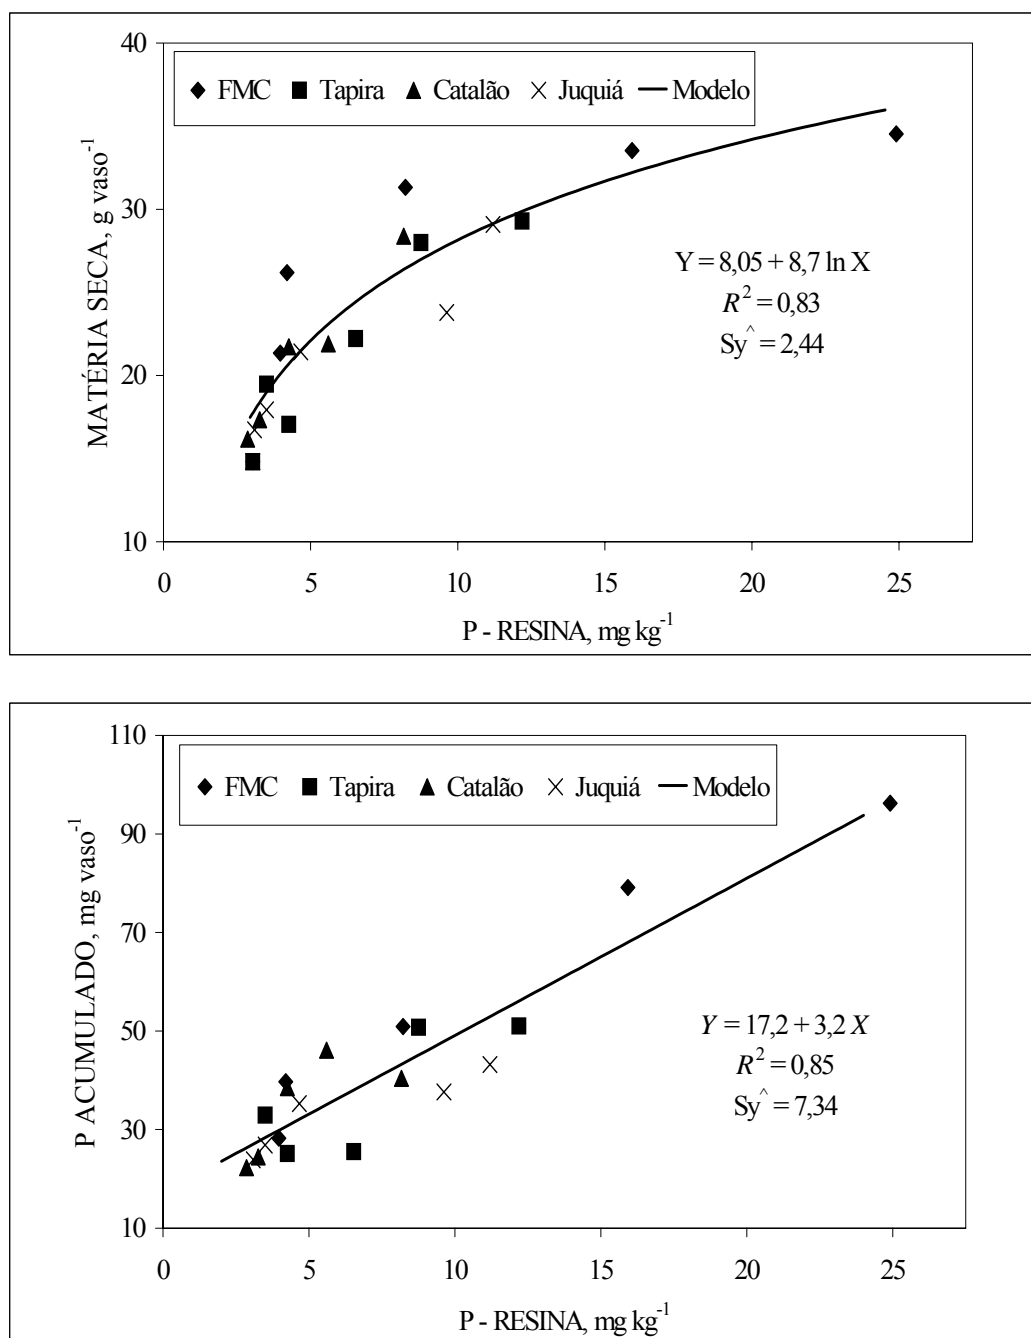 40
FMC Tapira Catalão Juquiá Modelo
30
20
10
MATÉRIA SECA, g vaso⁻¹
Y = 8,05 + 8,7 ln X
R² = 0,83
Sy^ = 2,44
0 5 10 15 20 25
P - RESINA, mg kg⁻¹
110
FMC Tapira Catalão Juquiá Modelo
90
70
50
30
10
P ACUMULADO, mg vaso⁻¹
Y = 17,2 + 3,2 X
R² = 0,85
Sy^ = 7,34
0 5 10 15 20 25
P - RESINA, mg kg⁻¹